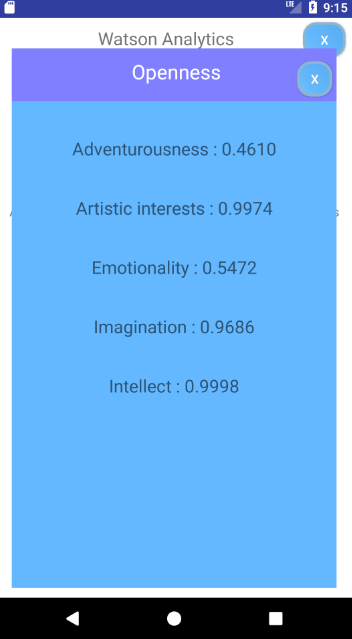 LTE 9:15
Watson Analytics
x
Openness
x
Adventurousness : 0.4610
Artistic interests : 0.9974
Emotionality : 0.5472
Imagination : 0.9686
Intellect : 0.9998